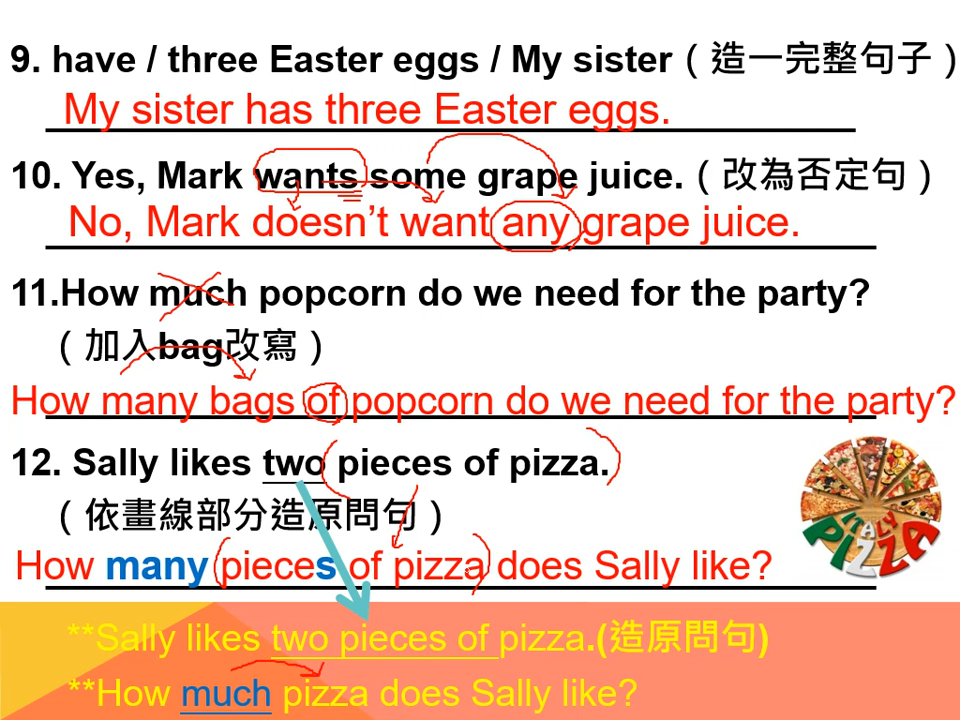 9. have / three Easter eggs / My sister（造一完整句子）
My sister has three Easter eggs.
10. Yes, Mark wants some grape juice.（改為否定句）
No, Mark doesn't want any grape juice.
11.How much popcorn do we need for the party?
（加入bag改寫）
How many bags of popcorn do we need for the party?
12. Sally likes two pieces of pizza.
（依畫線部分造原問句）
ITALY
PIZZA
How many pieces of pizza does Sally like?
**Sally likes two pieces of pizza.(造原問句)
**How much pizza does Sally like?